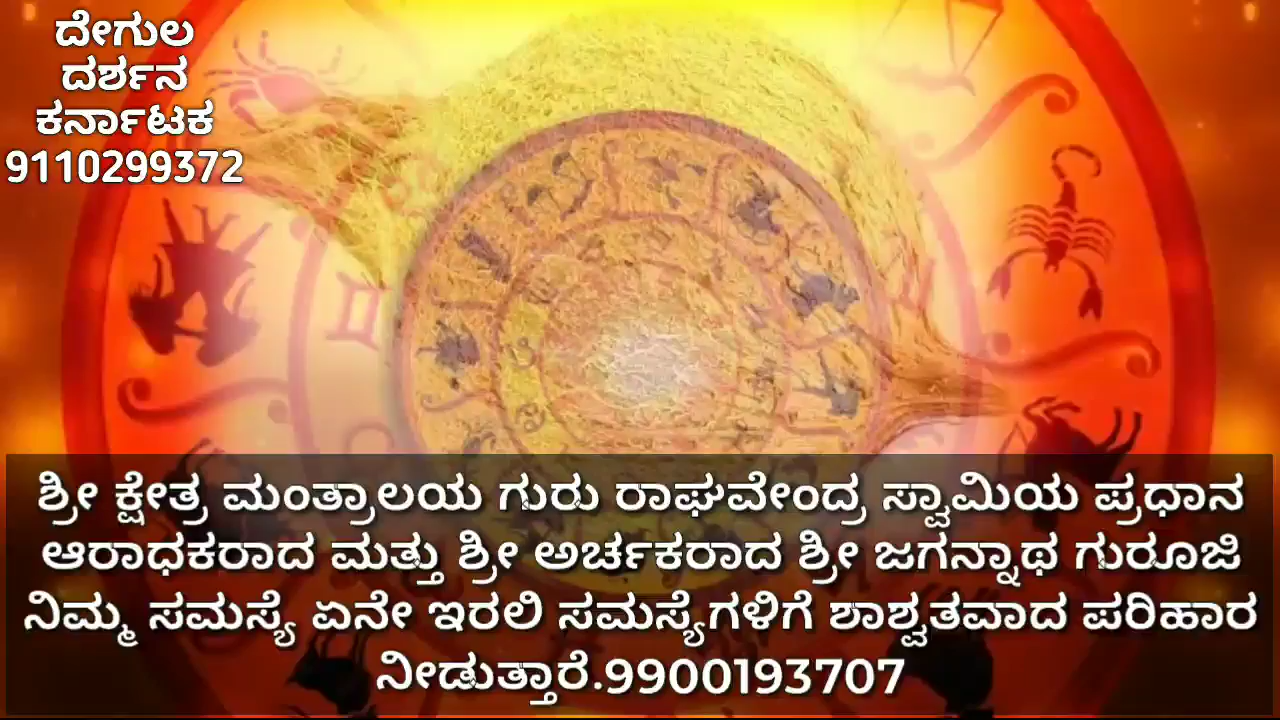 ದೇಗುಲ
ದರ್ಶನ
ಕರ್ನಾಟಕ
9110299372
ಶ್ರೀ ಕ್ಷೇತ್ರ ಮಂತ್ರಾಲಯ ಗುರು ರಾಘವೇಂದ್ರ ಸ್ವಾಮಿಯ ಪ್ರಧಾನ
ಆರಾಧಕರಾದ ಮತ್ತು ಶ್ರೀ ಅರ್ಚಕರಾದ ಶ್ರೀ ಜಗನ್ನಾಥ ಗುರೂಜಿ
ನಿಮ್ಮ ಸಮಸ್ಯೆ ಏನೇ ಇರಲಿ ಸಮಸ್ಯೆಗಳಿಗೆ ಶಾಶ್ವತವಾದ ಪರಿಹಾರ
ನೀಡುತ್ತಾರೆ.9900193707